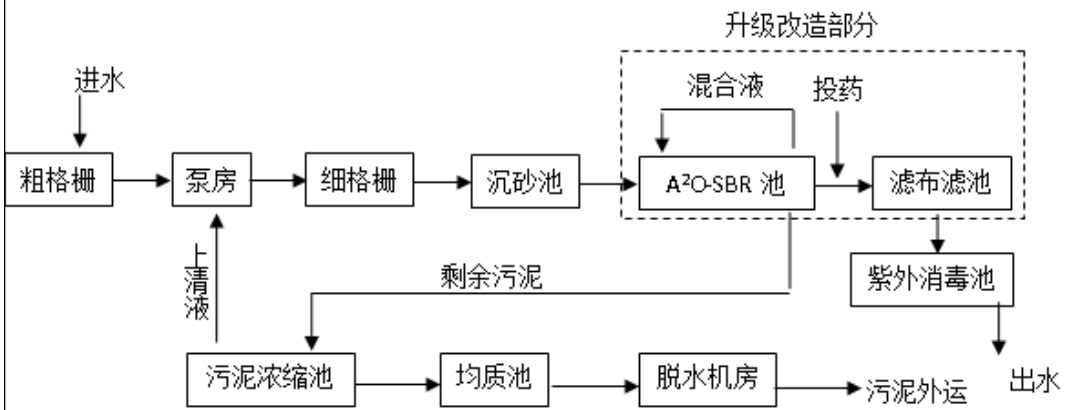 升级改造部分
进水
混合液
投药
粗格栅
泵房
细格栅
沉砂池
A²O-SBR 池
滤布滤池
上清液
剩余污泥
紫外消毒池
污泥浓缩池
均质池
脱水机房
污泥外运
出水